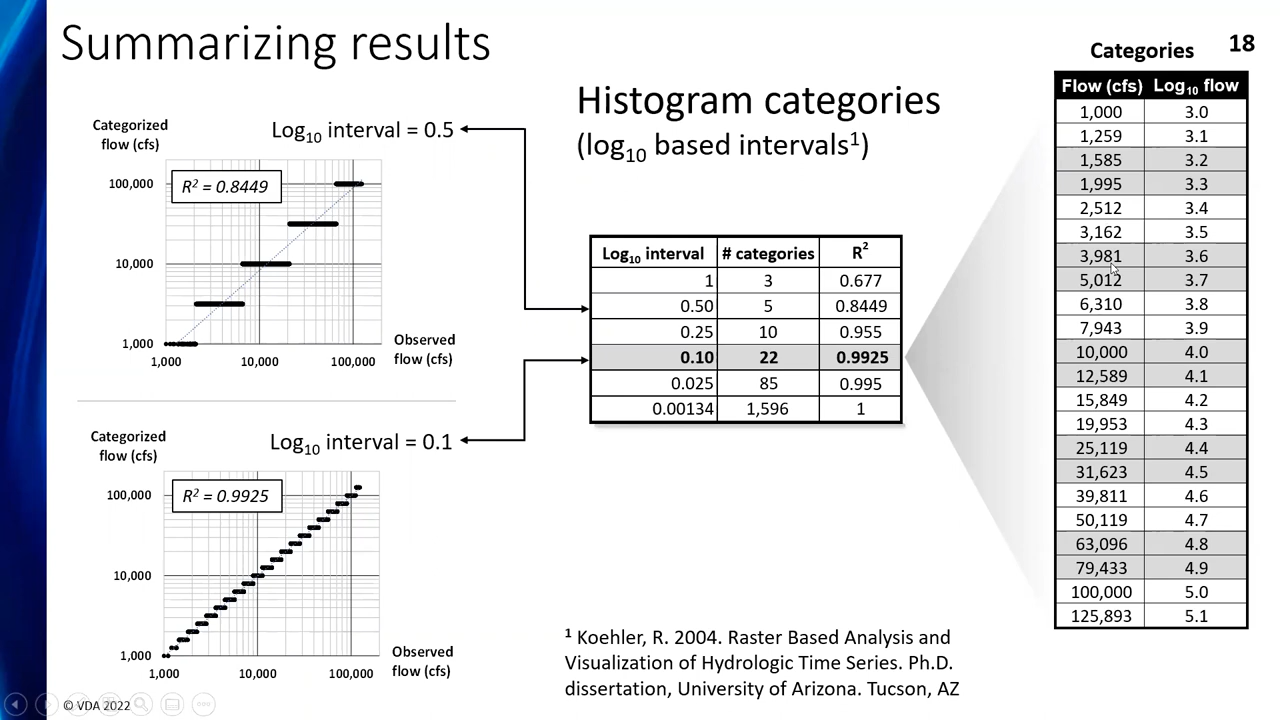 Summarizing results
18
Histogram categories
(log10 based intervals1)
Log10 interval = 0.5
Categorized
flow (cfs)
R2 = 0.8449
100,000
10,000
1,000
1,000 10,000 100,000
Observed
flow (cfs)
Log10 interval = 0.1
Categorized
flow (cfs)
R2 = 0.9925
100,000
10,000
1,000
1,000 10,000 100,000
Observed
flow (cfs)
Log10 interval # categories R2
1 3 0.677
0.50 5 0.8449
0.25 10 0.955
0.10 22 0.9925
0.025 85 0.995
0.00134 1,596 1
Categories
Flow (cfs) Log10 flow
1,000 3.0
1,259 3.1
1,585 3.2
1,995 3.3
2,512 3.4
3,162 3.5
3,981 3.6
5,012 3.7
6,310 3.8
7,943 3.9
10,000 4.0
12,589 4.1
15,849 4.2
19,953 4.3
25,119 4.4
31,623 4.5
39,811 4.6
50,119 4.7
63,096 4.8
79,433 4.9
100,000 5.0
125,893 5.1
1 Koehler, R. 2004. Raster Based Analysis and
Visualization of Hydrologic Time Series. Ph.D.
dissertation, University of Arizona. Tucson, AZ
© VDA 2022